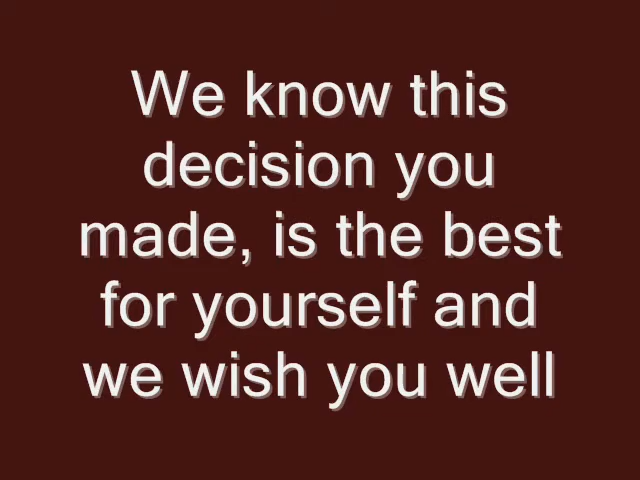 We know this
decision you
made, is the best
for yourself and
we wish you well